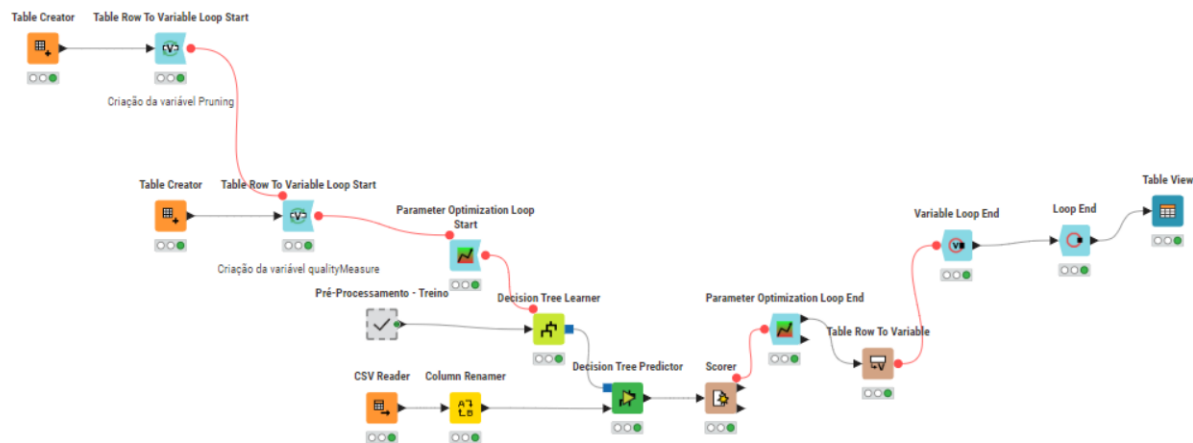 Table Creator
Table Row To Variable Loop Start
Criação da variável Pruning
Table Creator
Table Row To Variable Loop Start
Criação da variável qualityMeasure
Parameter Optimization Loop
Start
Pré-Processamento - Treino
Decision Tree Learner
CSV Reader
Column Renamer
Decision Tree Predictor
Scorer
Parameter Optimization Loop End
Table Row To Variable
Variable Loop End
Loop End
Table View